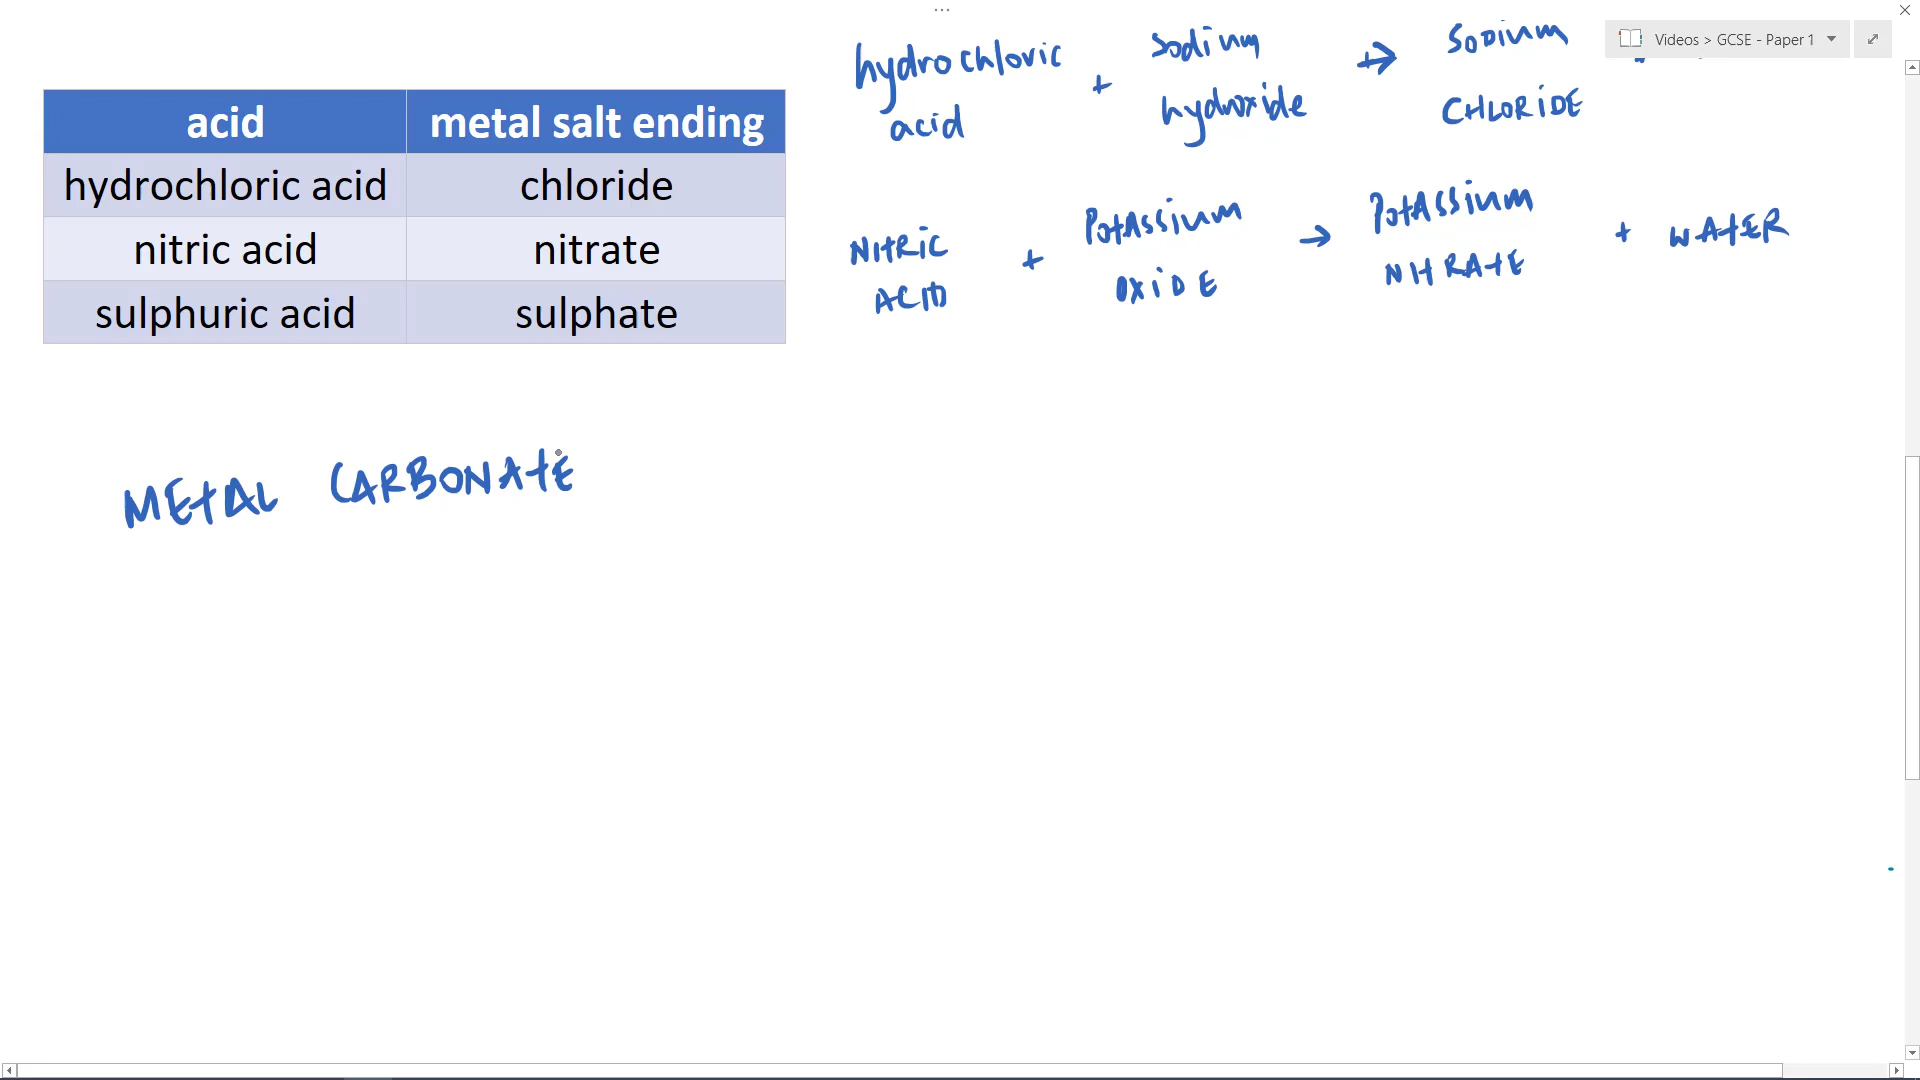 Videos > GCSE - Paper 1
hydrochloric + sodium → SODIUM
acid hydroxide CHLORIDE
acid metal salt ending
hydrochloric acid chloride
nitric acid nitrate
sulphuric acid sulphate
NITRIC + POTASSIUM → POTASSIUM + WATER
ACID OXIDE NITRATE
METAL CARBONATE